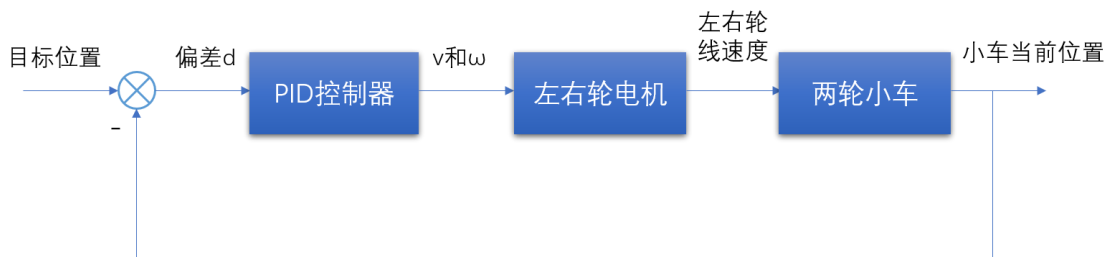 目标位置
偏差d
PID控制器
v和ω
左右轮电机
左右轮
线速度
两轮小车
小车当前位置
-